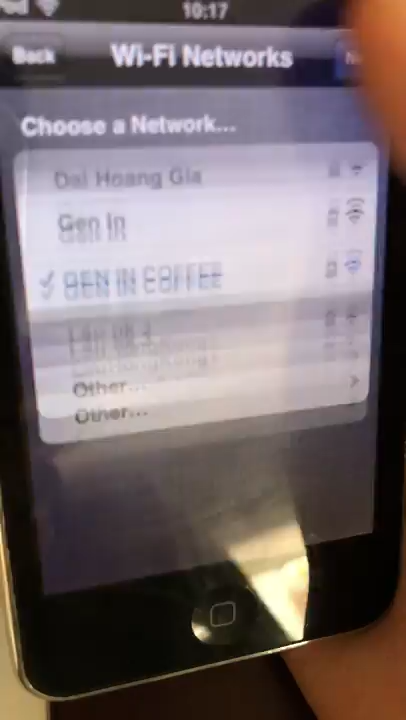 10:17
Back
Wi-Fi Networks
Choose a Network...
Dai Hoang Gia
Gen In
GEN IN COFFEE
Other...
Other...